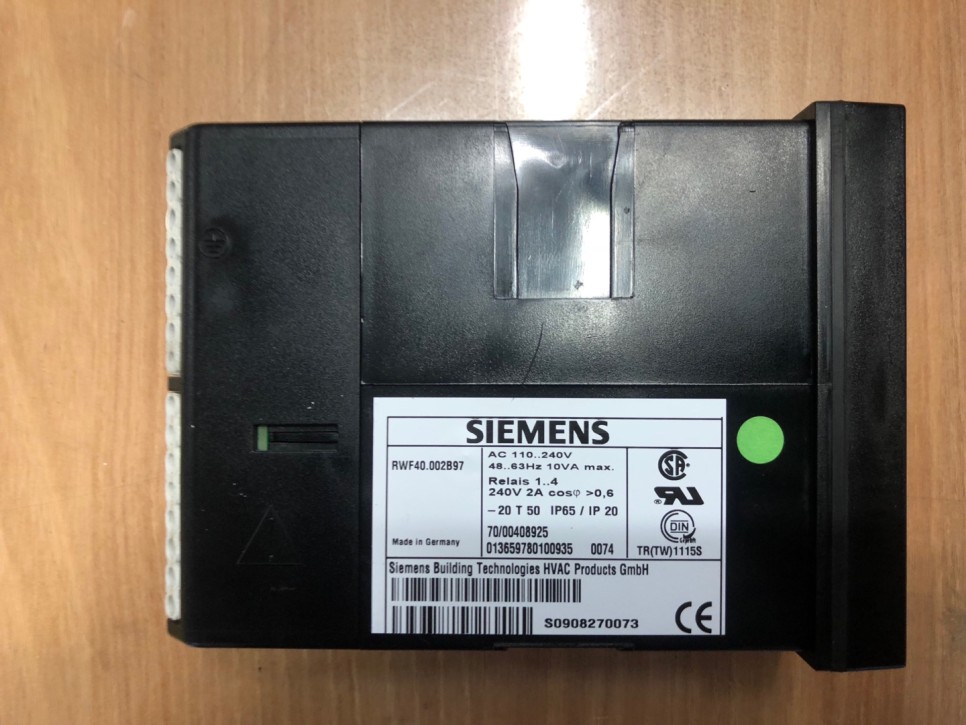 SIEMENS
RWF40.002B97
AC 110..240V
48..63Hz 10VA max.
Relais 1..4
240V 2A cosφ >0,6
-20 T 50 IP65 / IP 20
70/00408925
Made in Germany
013659780100935 0074
SA
DIN
TR(TW)1115S
Siemens Building Technologies HVAC Products GmbH
S0908270073
CE